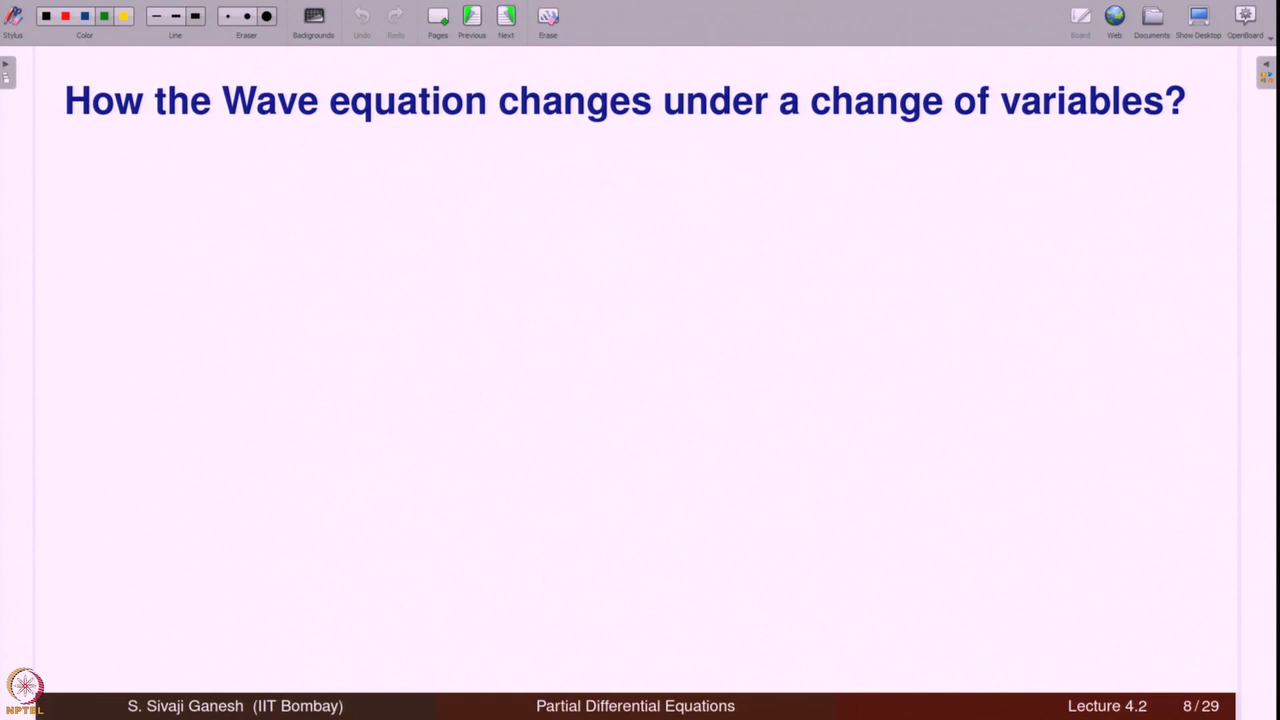 Stylus Color Line Eraser Backgrounds Undo Redo Pages Previous Next Erase Board Web Documents Show Desktop OpenBoard
How the Wave equation changes under a change of variables?
NPTEL
S. Sivaji Ganesh (IIT Bombay) Partial Differential Equations Lecture 4.2 8/29